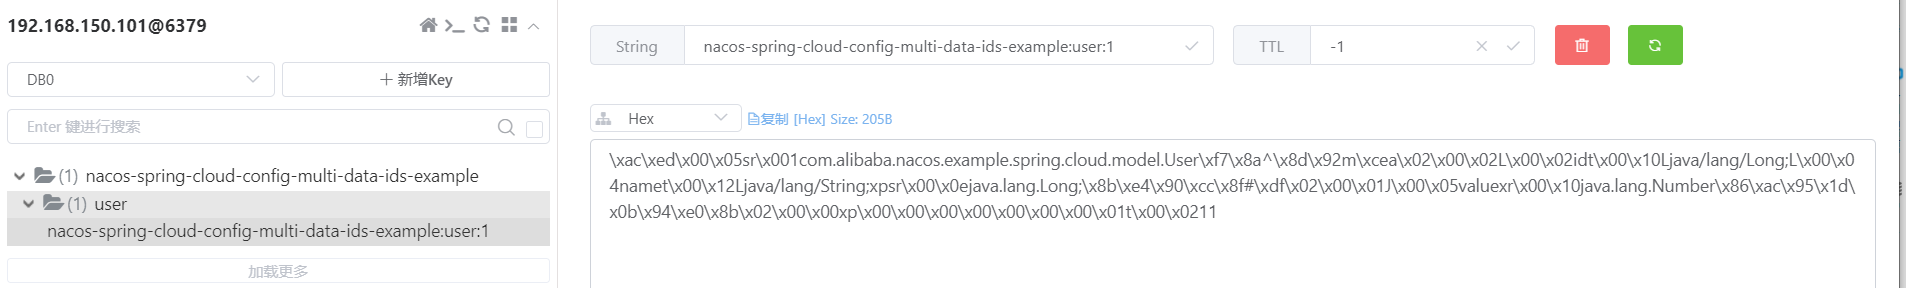 192.168.150.101@6379
DB0
新增Key
Enter 键进行搜索
(1) nacos-spring-cloud-config-multi-data-ids-example
(1) user
nacos-spring-cloud-config-multi-data-ids-example:user:1
加载更多
String nacos-spring-cloud-config-multi-data-ids-example:user:1 TTL -1
Hex 复制 [Hex] Size: 205B
\xac\xed\x00\x05sr\x001com.alibaba.nacos.example.spring.cloud.model.User\xf7\x8a^\x8d\x92m\xcea\x02\x00\x02L\x00\x02idt\x00\x10Ljava/lang/Long;L\x00\x0
4namet\x00\x12Ljava/lang/String;xpsr\x00\x0ejava.lang.Long;\x8b\xe4\x90\xcc\x8f#\xdf\x02\x00\x01J\x00\x05valuexr\x00\x10java.lang.Number\x86\xac\x95\x1d\
x0b\x94\xe0\x8b\x02\x00\x00xp\x00\x00\x00\x00\x00\x00\x00\x01t\x00\x0211